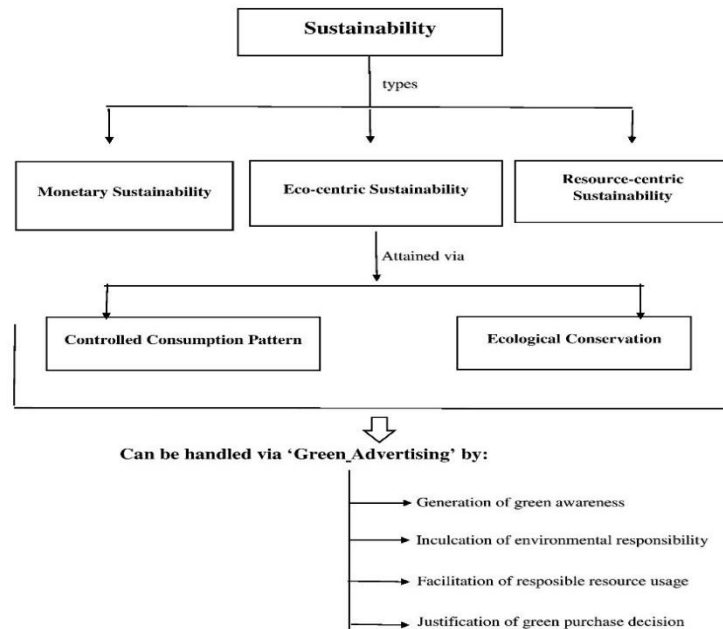 Sustainability
types
Monetary Sustainability
Eco-centric Sustainability
Resource-centric
Sustainability
Attained via
Controlled Consumption Pattern
Ecological Conservation
Can be handled via ‘Green_Advertising’ by:
Generation of green awareness
Inculcation of environmental responsibility
Facilitation of resposible resource usage
Justification of green purchase decision